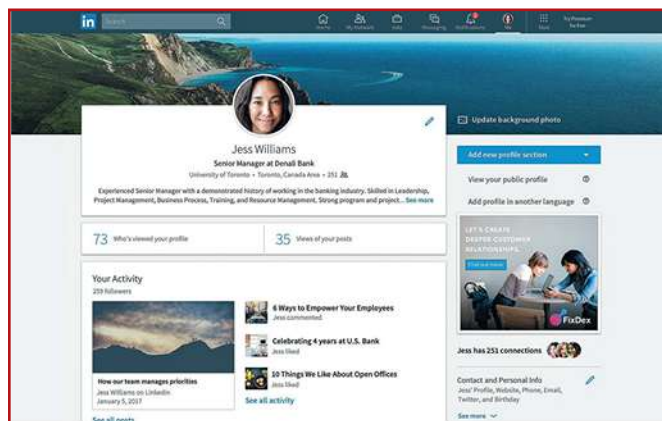 in Search Home My Network Jobs Messaging Notifications Me More Try Premium
for free
Update background photo
Jess Williams
Senior Manager at Denali Bank
University of Toronto • Toronto, Canada Area • 251
Experienced Senior Manager with a demonstrated history of working in the banking industry. Skilled in Leadership,
Project Management, Business Process, Training, and Resource Management. Strong program and project... See more
Add new profile section
View your public profile
Add profile in another language
73 Who's viewed your profile
35 Views of your posts
LET'S CREATE
DEEPER CUSTOMER
RELATIONSHIPS.
FixDex
Your Activity
259 followers
How our team manages priorities
Jess Williams on LinkedIn
January 5, 2017
See all posts
6 Ways to Empower Your Employees
Jess commented
Celebrating 4 years at U.S. Bank
Jess liked
10 Things We Like About Open Offices
Jess liked
See all activity
Jess has 251 connections
Contact and Personal Info
Jess' Profile, Website, Phone, Email,
Twitter, and Birthday
See more